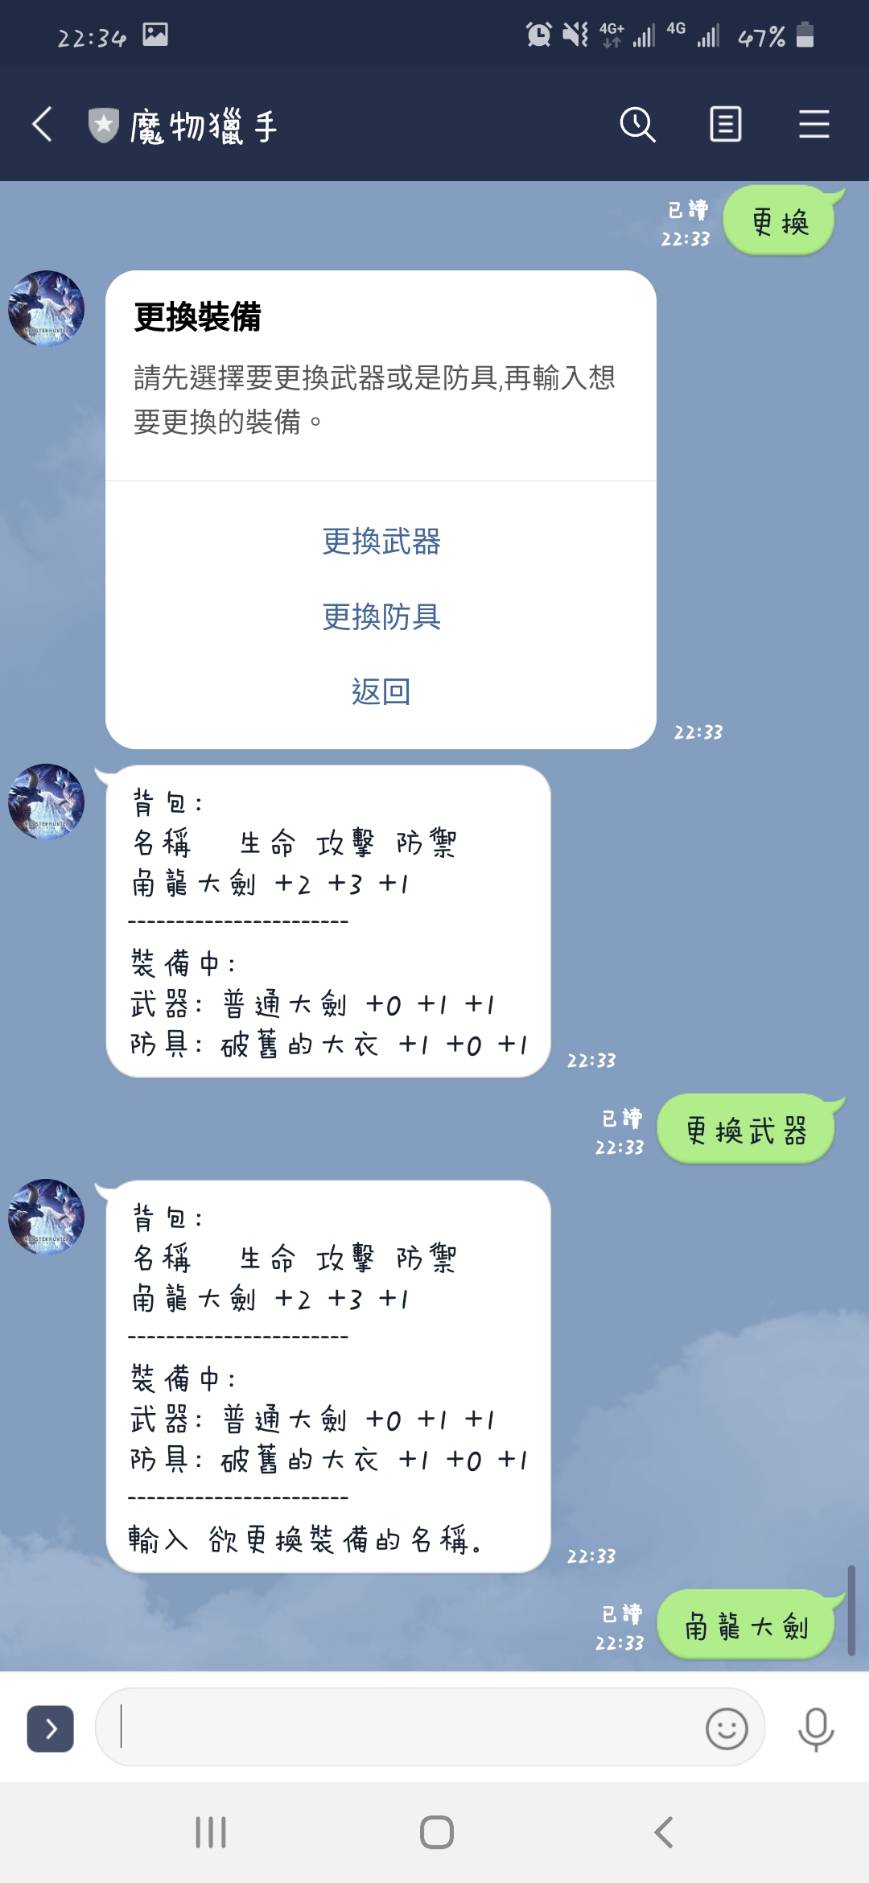 22:34
4G+ 4G 47%
魔物獵手
更換
已讀
22:33
更換裝備
請先選擇要更換武器或是防具,再輸入想
要更換的裝備。
更換武器
更換防具
返回
22:33
背包:
名稱 生命 攻擊 防禦
角龍大劍 +2 +3 +1
-----------------------
裝備中:
武器: 普通大劍 +0 +1 +1
防具: 破舊的大衣 +1 +0 +1
22:33
已讀
22:33
更換武器
背包:
名稱 生命 攻擊 防禦
角龍大劍 +2 +3 +1
-----------------------
裝備中:
武器: 普通大劍 +0 +1 +1
防具: 破舊的大衣 +1 +0 +1
-----------------------
輸入 欲更換裝備的名稱。
22:33
已讀
22:33
角龍大劍